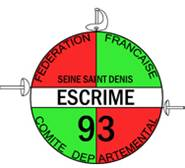 FEDERATION FRANCAISE
SEINE SAINT DENIS
ESCRIME
93
COMITE DEPARTEMENTAL